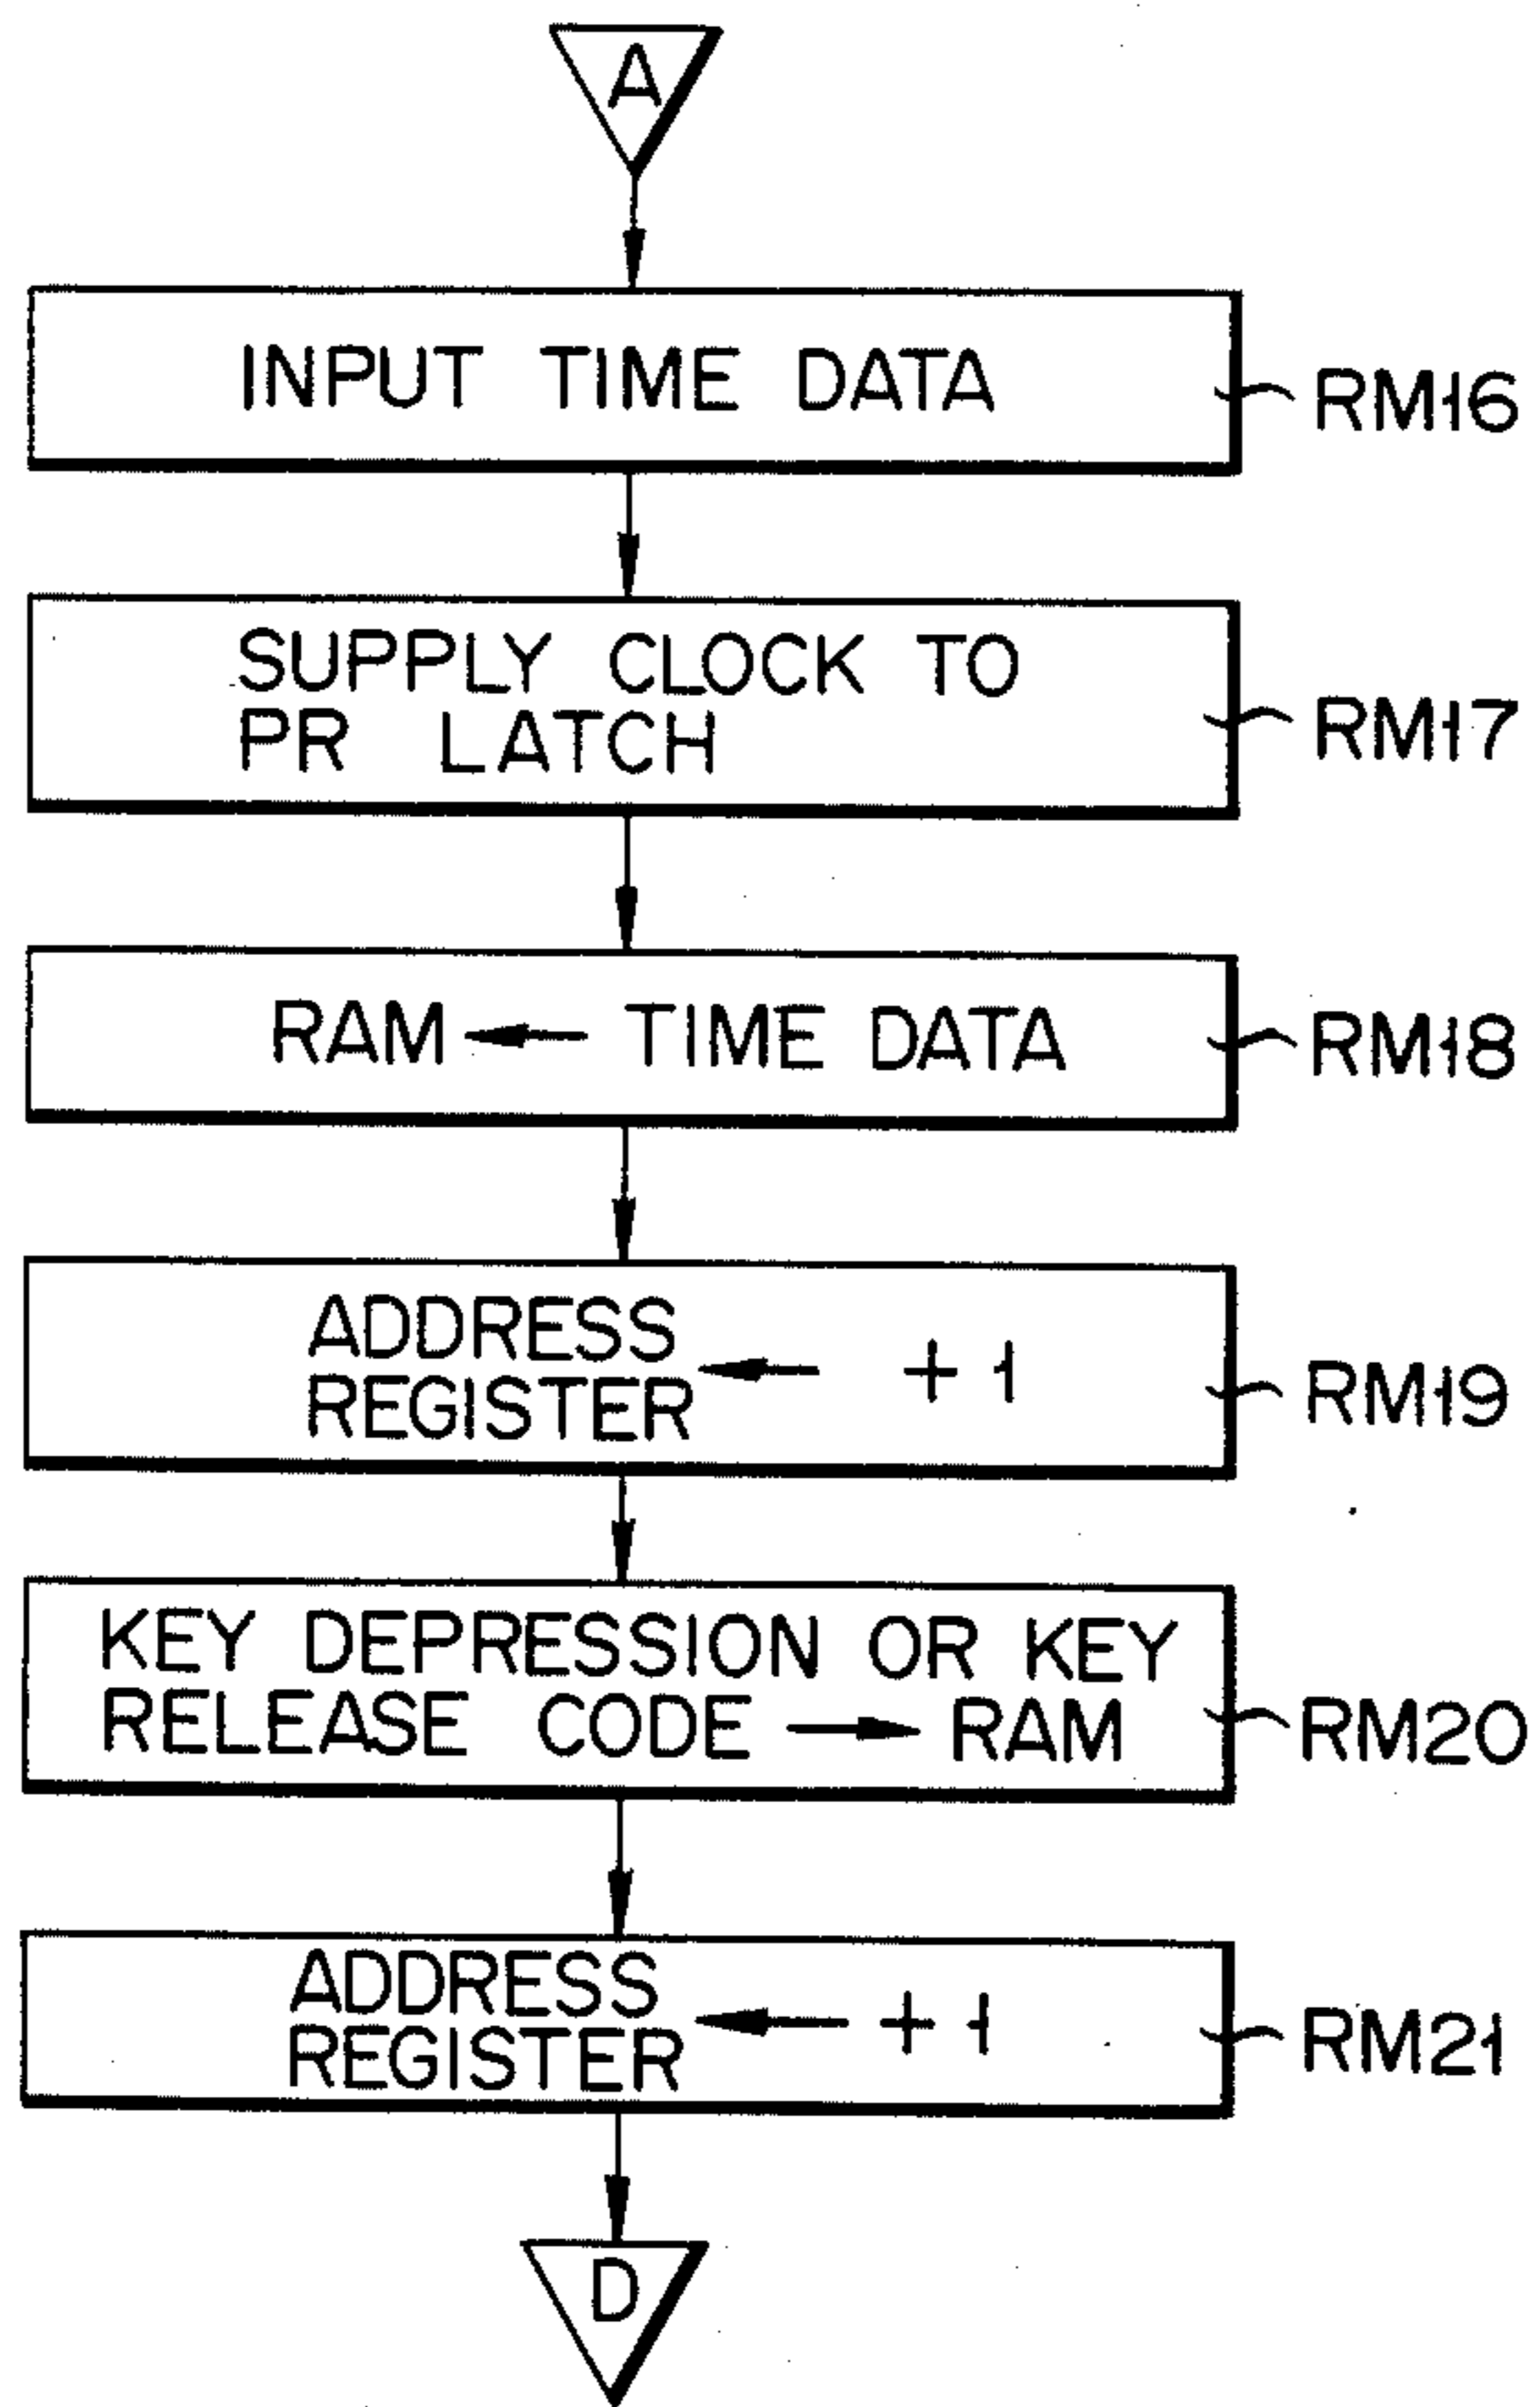 A
INPUT TIME DATA
RM16
SUPPLY CLOCK TO
PR LATCH
RM17
RAM ← TIME DATA
RM18
ADDRESS
REGISTER ← +1
RM19
KEY DEPRESSION OR KEY
RELEASE CODE → RAM
RM20
ADDRESS
REGISTER ← +1
RM21
D